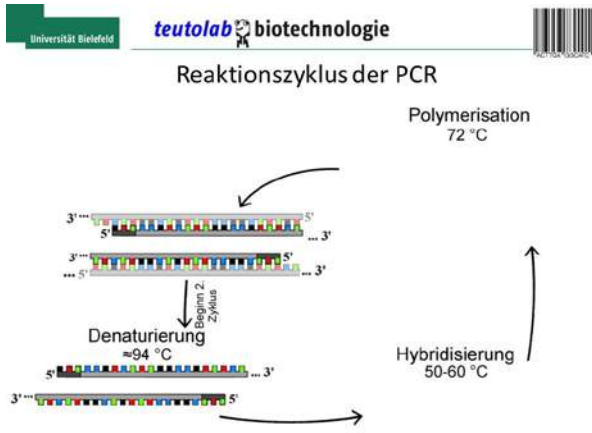 Universität Bielefeld
teutolab biotechnologie
Reaktionszyklus der PCR
Polymerisation
72 °C
3'··· 5'
5' ... 3'
3'··· 5'
... 5' ... 3'
Beginn 2.
Zyklus
Denaturierung
≈94 °C
5' ... 3'
3'··· 5'
Hybridisierung
50-60 °C